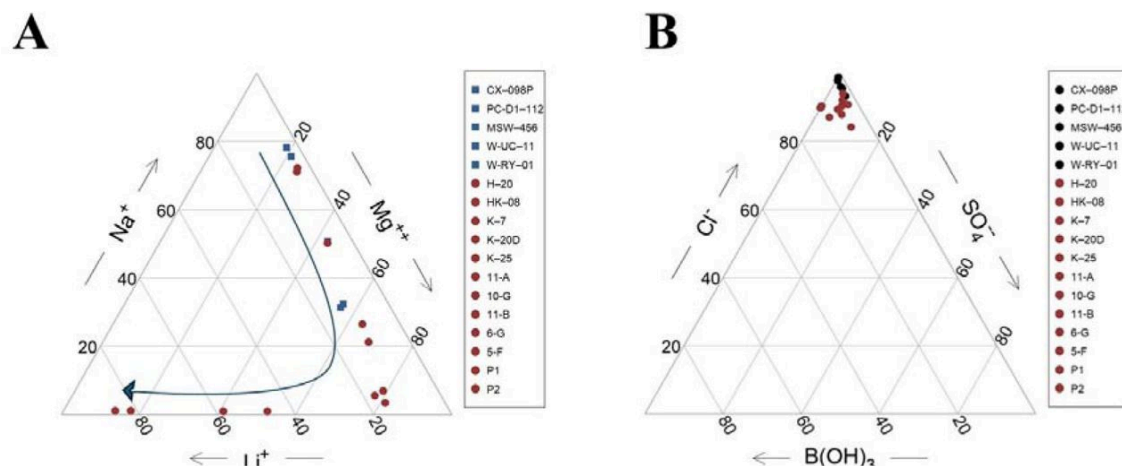 A
80
60
40
20
20
40
60
80
80
60
40
20
Na+
Mg++
Li+
CX–098P
PC-D1–112
MSW–456
W-UC–11
W-RY–01
H–20
HK–08
K–7
K–20D
K–25
11–A
10–G
11–B
6-G
5–F
P1
P2
B
80
60
40
20
20
40
60
80
80
60
40
20
Cl-
SO4--
B(OH)3
CX–098P
PC-D1–11
MSW–456
W-UC–11
W-RY–01
H–20
HK–08
K–7
K–20D
K–25
11–A
10–G
11–B
6–G
5–F
P1
P2